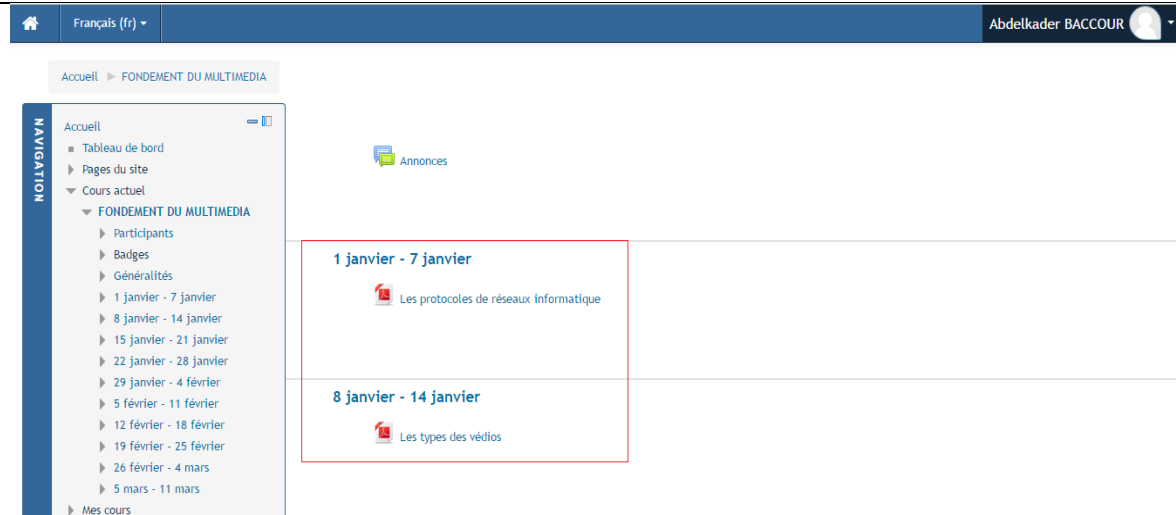 Français (fr)
Abdelkader BACCOUR
Accueil FONDEMENT DU MULTIMEDIA
NAVIGATION
Accueil
Tableau de bord
Pages du site
Cours actuel
FONDEMENT DU MULTIMEDIA
Participants
Badges
Généralités
1 janvier - 7 janvier
8 janvier - 14 janvier
15 janvier - 21 janvier
22 janvier - 28 janvier
29 janvier - 4 février
5 février - 11 février
12 février - 18 février
19 février - 25 février
26 février - 4 mars
5 mars - 11 mars
Mes cours
Annonces
1 janvier - 7 janvier
Les protocoles de réseaux informatique
8 janvier - 14 janvier
Les types des védios